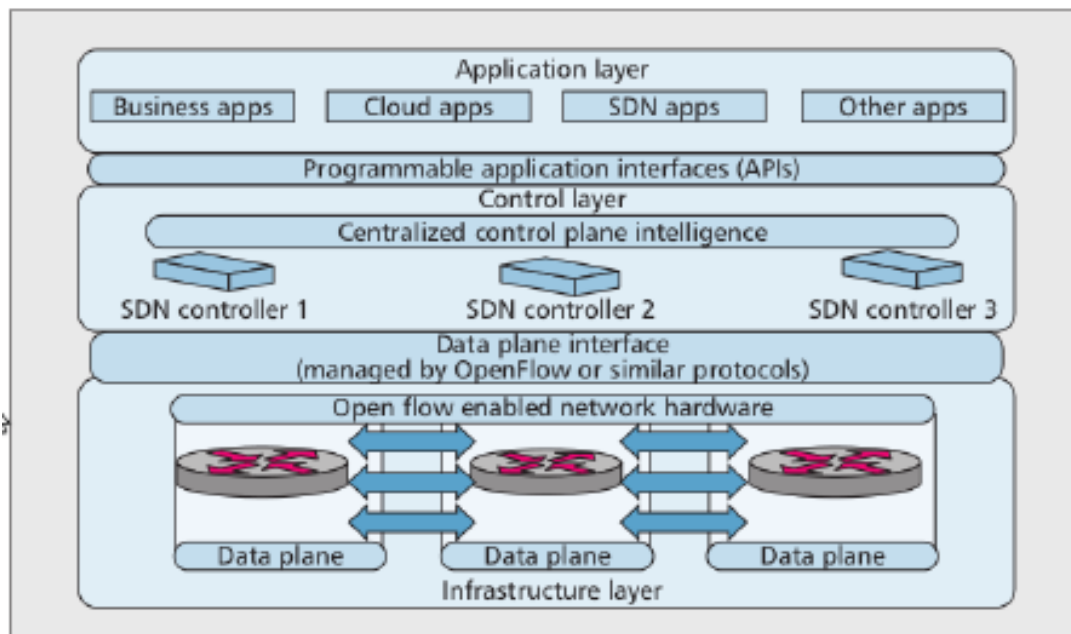 Application layer
Business apps
Cloud apps
SDN apps
Other apps
Programmable application interfaces (APIs)
Control layer
Centralized control plane intelligence
SDN controller 1
SDN controller 2
SDN controller 3
Data plane interface
(managed by OpenFlow or similar protocols)
Open flow enabled network hardware
Data plane
Data plane
Data plane
Infrastructure layer